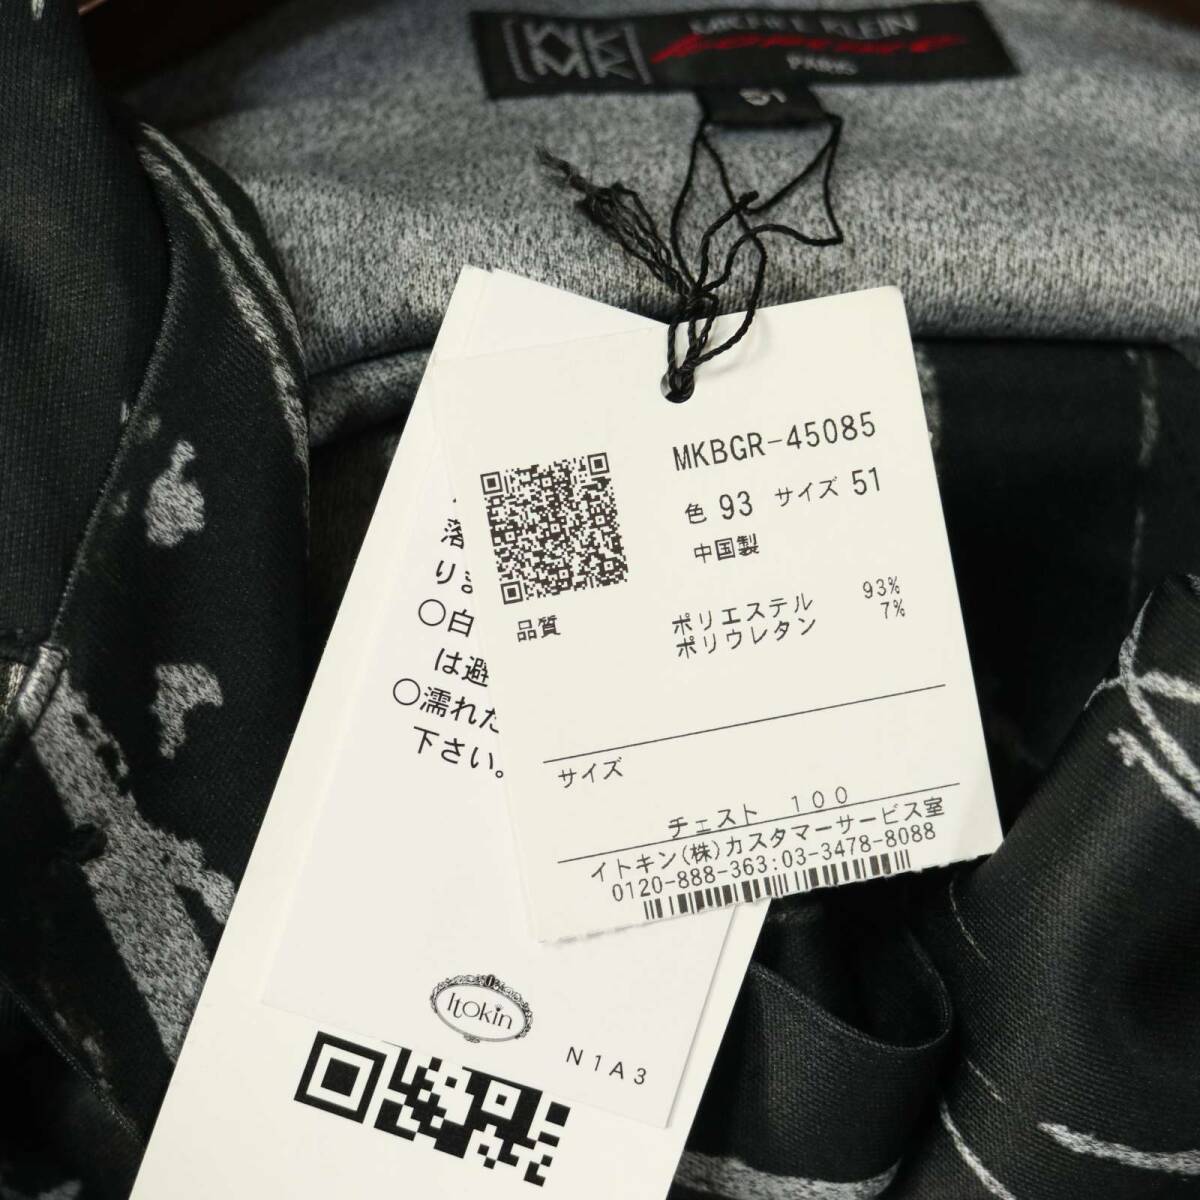 MICHEL KLEIN
homme
PARIS
51
MKBGR-45085
色 93 サイズ 51
中国製
品質
ポリエステル 93%
ポリウレタン 7%
サイズ
チェスト 100
イトキン(株)カスタマーサービス室
0120-888-363:03-3478-8088
落
りま
○白
は避
○濡れた
下さい。
Itokin
N1A3